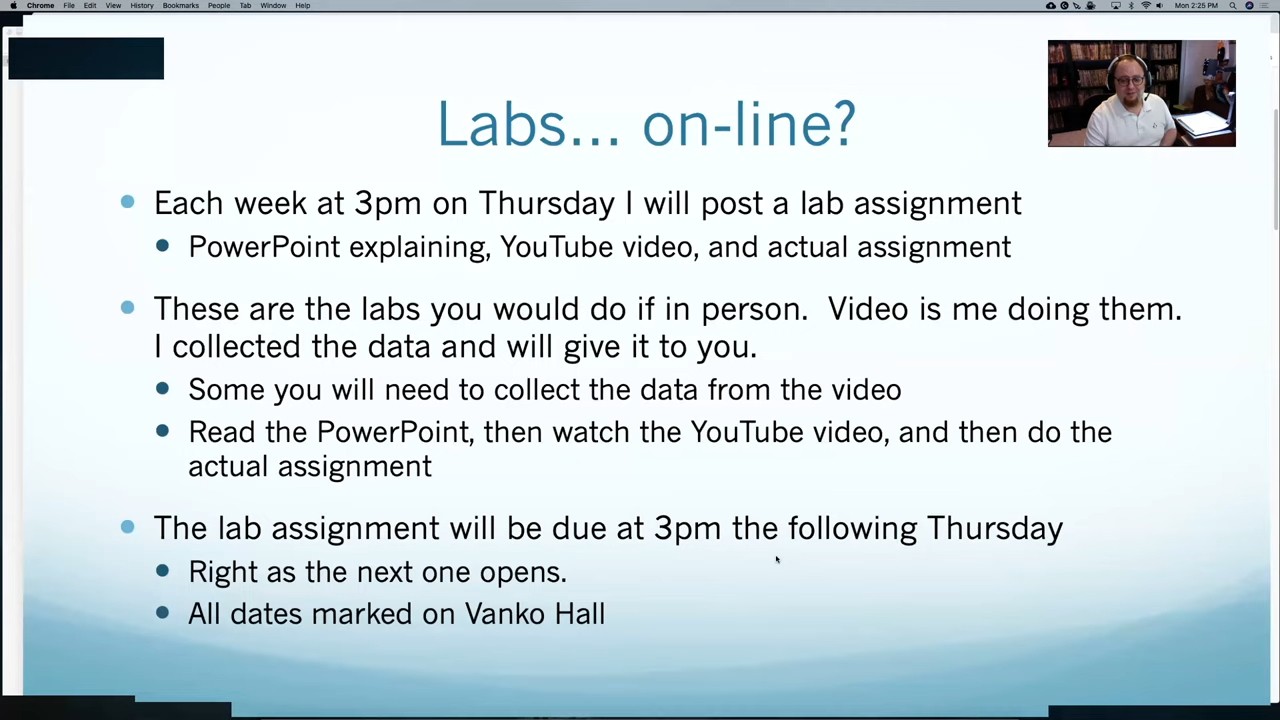 Chrome File Edit View History Bookmarks People Tab Window Help Mon 2:25 PM
Labs... on-line?
Each week at 3pm on Thursday I will post a lab assignment
PowerPoint explaining, YouTube video, and actual assignment
These are the labs you would do if in person.  Video is me doing them.
I collected the data and will give it to you.
Some you will need to collect the data from the video
Read the PowerPoint, then watch the YouTube video, and then do the
actual assignment
The lab assignment will be due at 3pm the following Thursday
Right as the next one opens.
All dates marked on Vanko Hall